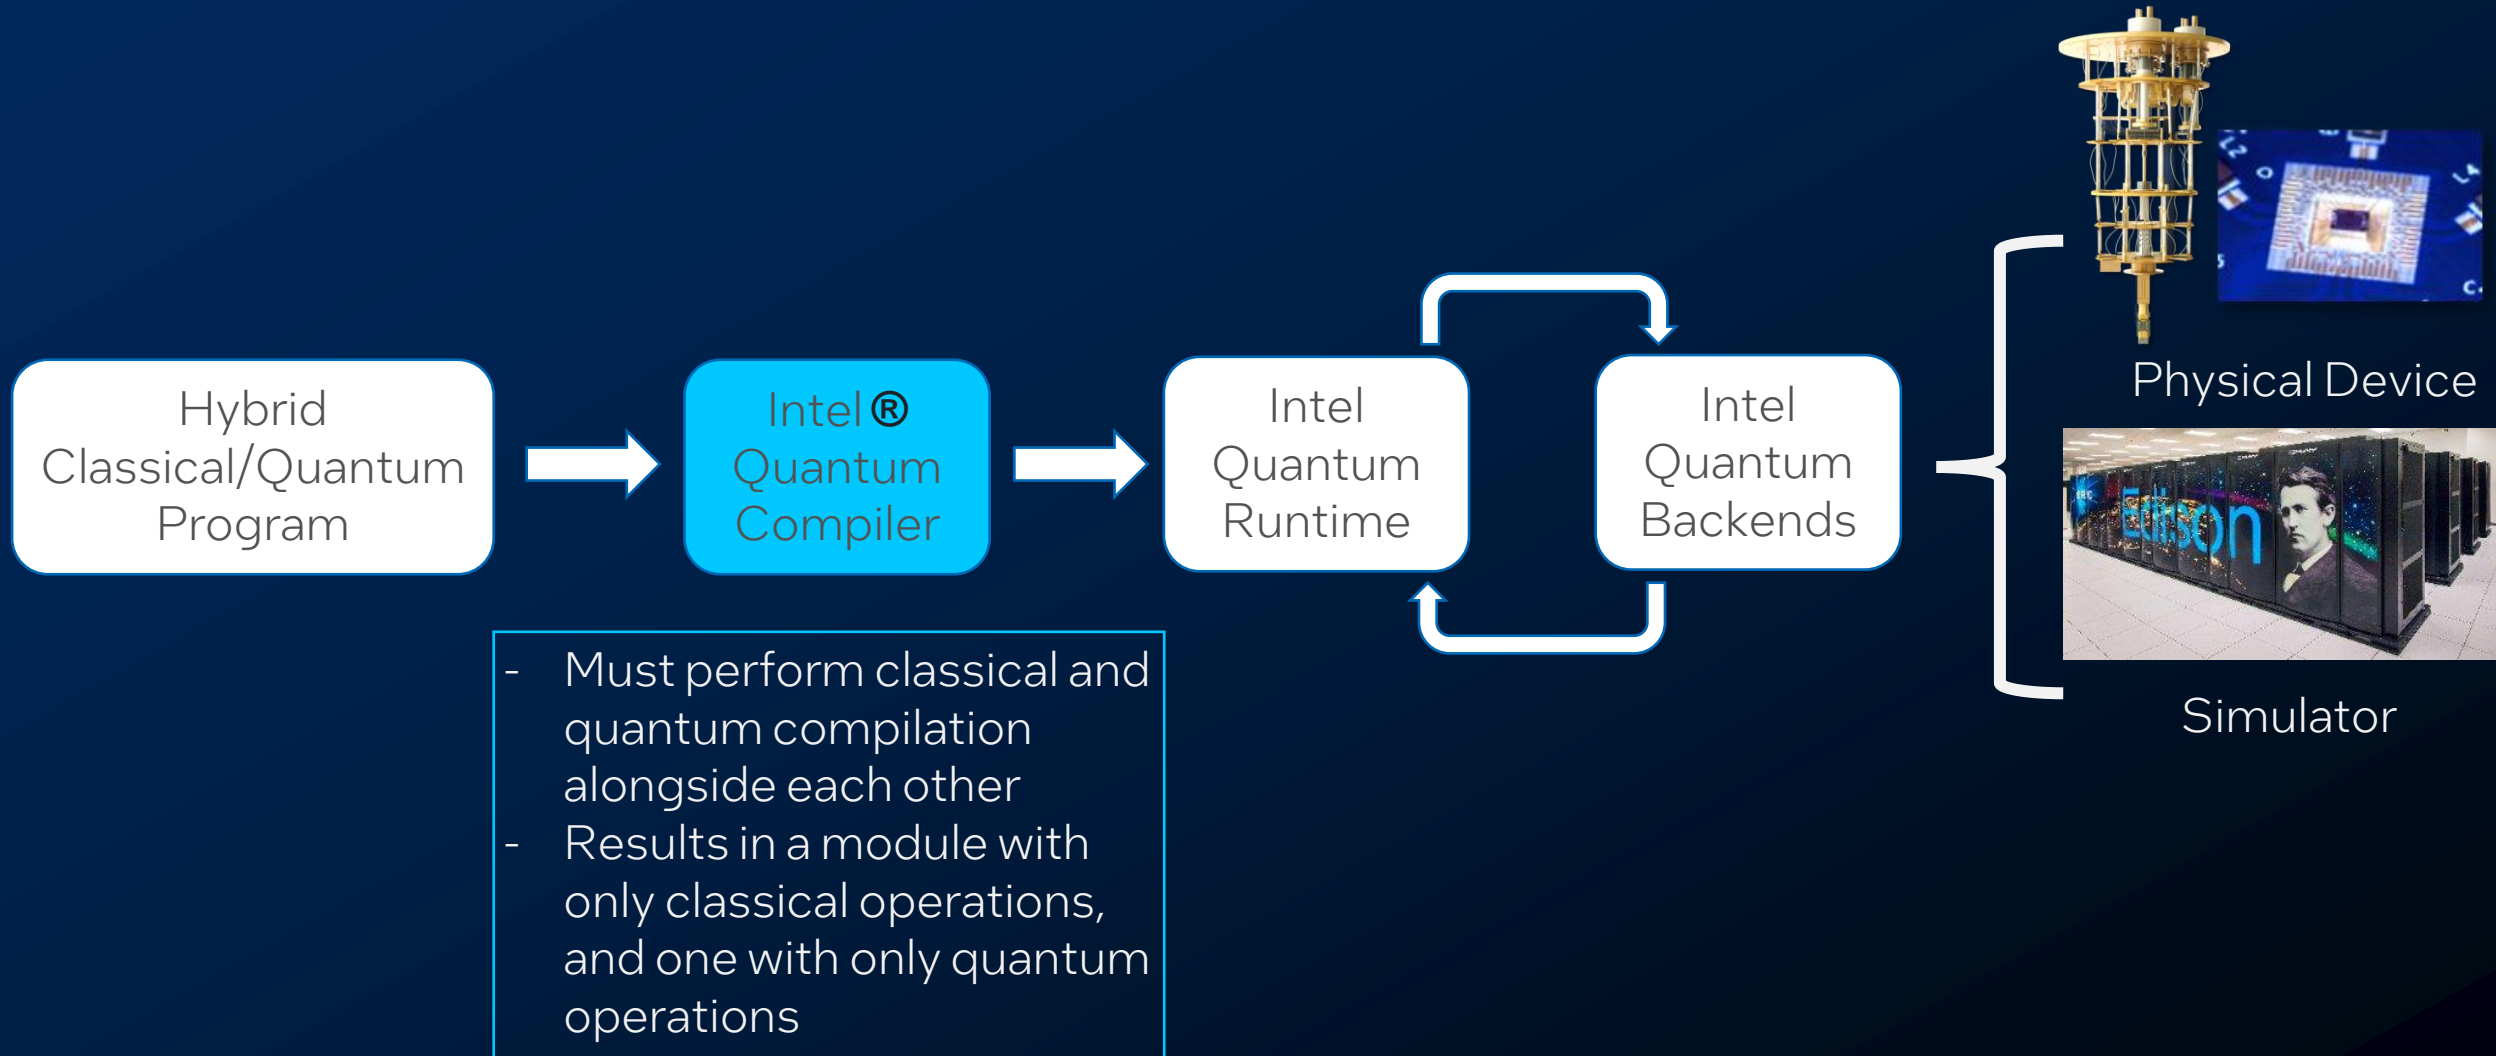 Hybrid
Classical/Quantum
Program
Intel®
Quantum
Compiler
Intel
Quantum
Runtime
Intel
Quantum
Backends
- Must perform classical and
quantum compilation
alongside each other
- Results in a module with
only classical operations,
and one with only quantum
operations
L2
L4
Physical Device
Edison
Simulator